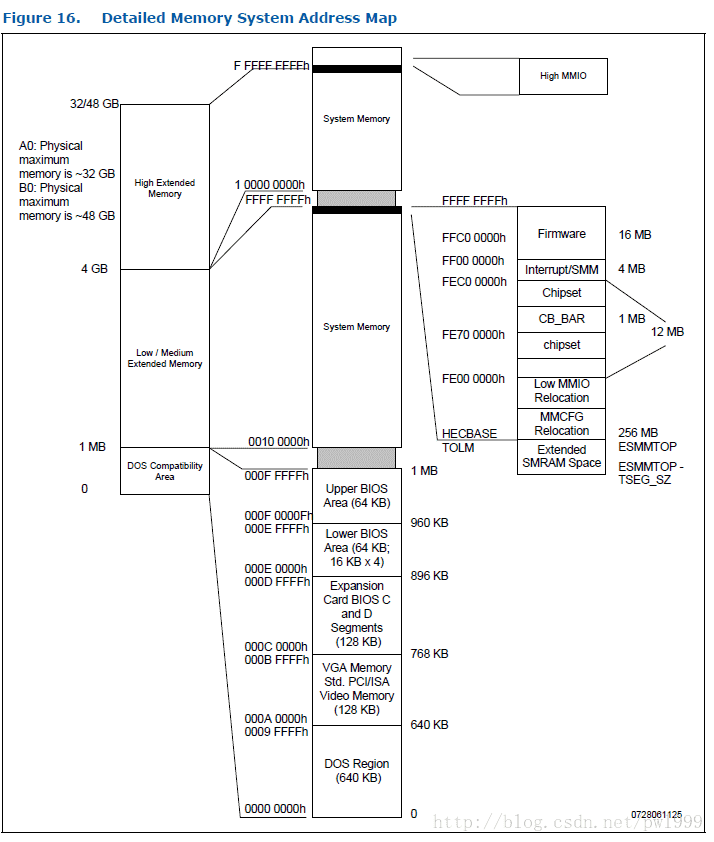 Figure 16. Detailed Memory System Address Map
F FFFF FFFFh
High MMIO
32/48 GB
System Memory
A0: Physical
maximum
memory is ~32 GB
B0: Physical
maximum
memory is ~48 GB
High Extended
Memory
1 0000 0000h
FFFF FFFFh
FFFF FFFFh
Firmware
16 MB
FFC0 0000h
FF00 0000h
Interrupt/SMM
4 MB
4 GB
FEC0 0000h
Chipset
CB_BAR
1 MB
12 MB
System Memory
FE70 0000h
chipset
Low / Medium
Extended Memory
FE00 0000h
Low MMIO
Relocation
MMCFG
Relocation
HECBASE
TOLM
256 MB
ESMMTOP
Extended
SMRAM Space
ESMMTOP -
TSEG_SZ
1 MB
0010 0000h
DOS Compatibility
Area
000F FFFFh
1 MB
0
Upper BIOS
Area (64 KB)
000F 0000Fh
000E FFFFh
960 KB
Lower BIOS
Area (64 KB;
16 KB x 4)
000E 0000h
000D FFFFh
896 KB
Expansion
Card BIOS C
and D
Segments
(128 KB)
000C 0000h
000B FFFFh
768 KB
VGA Memory
Std. PCI/ISA
Video Memory
(128 KB)
000A 0000h
0009 FFFFh
640 KB
DOS Region
(640 KB)
0000 0000h
0
0728061125
http://blog.csdn.net/pwl999